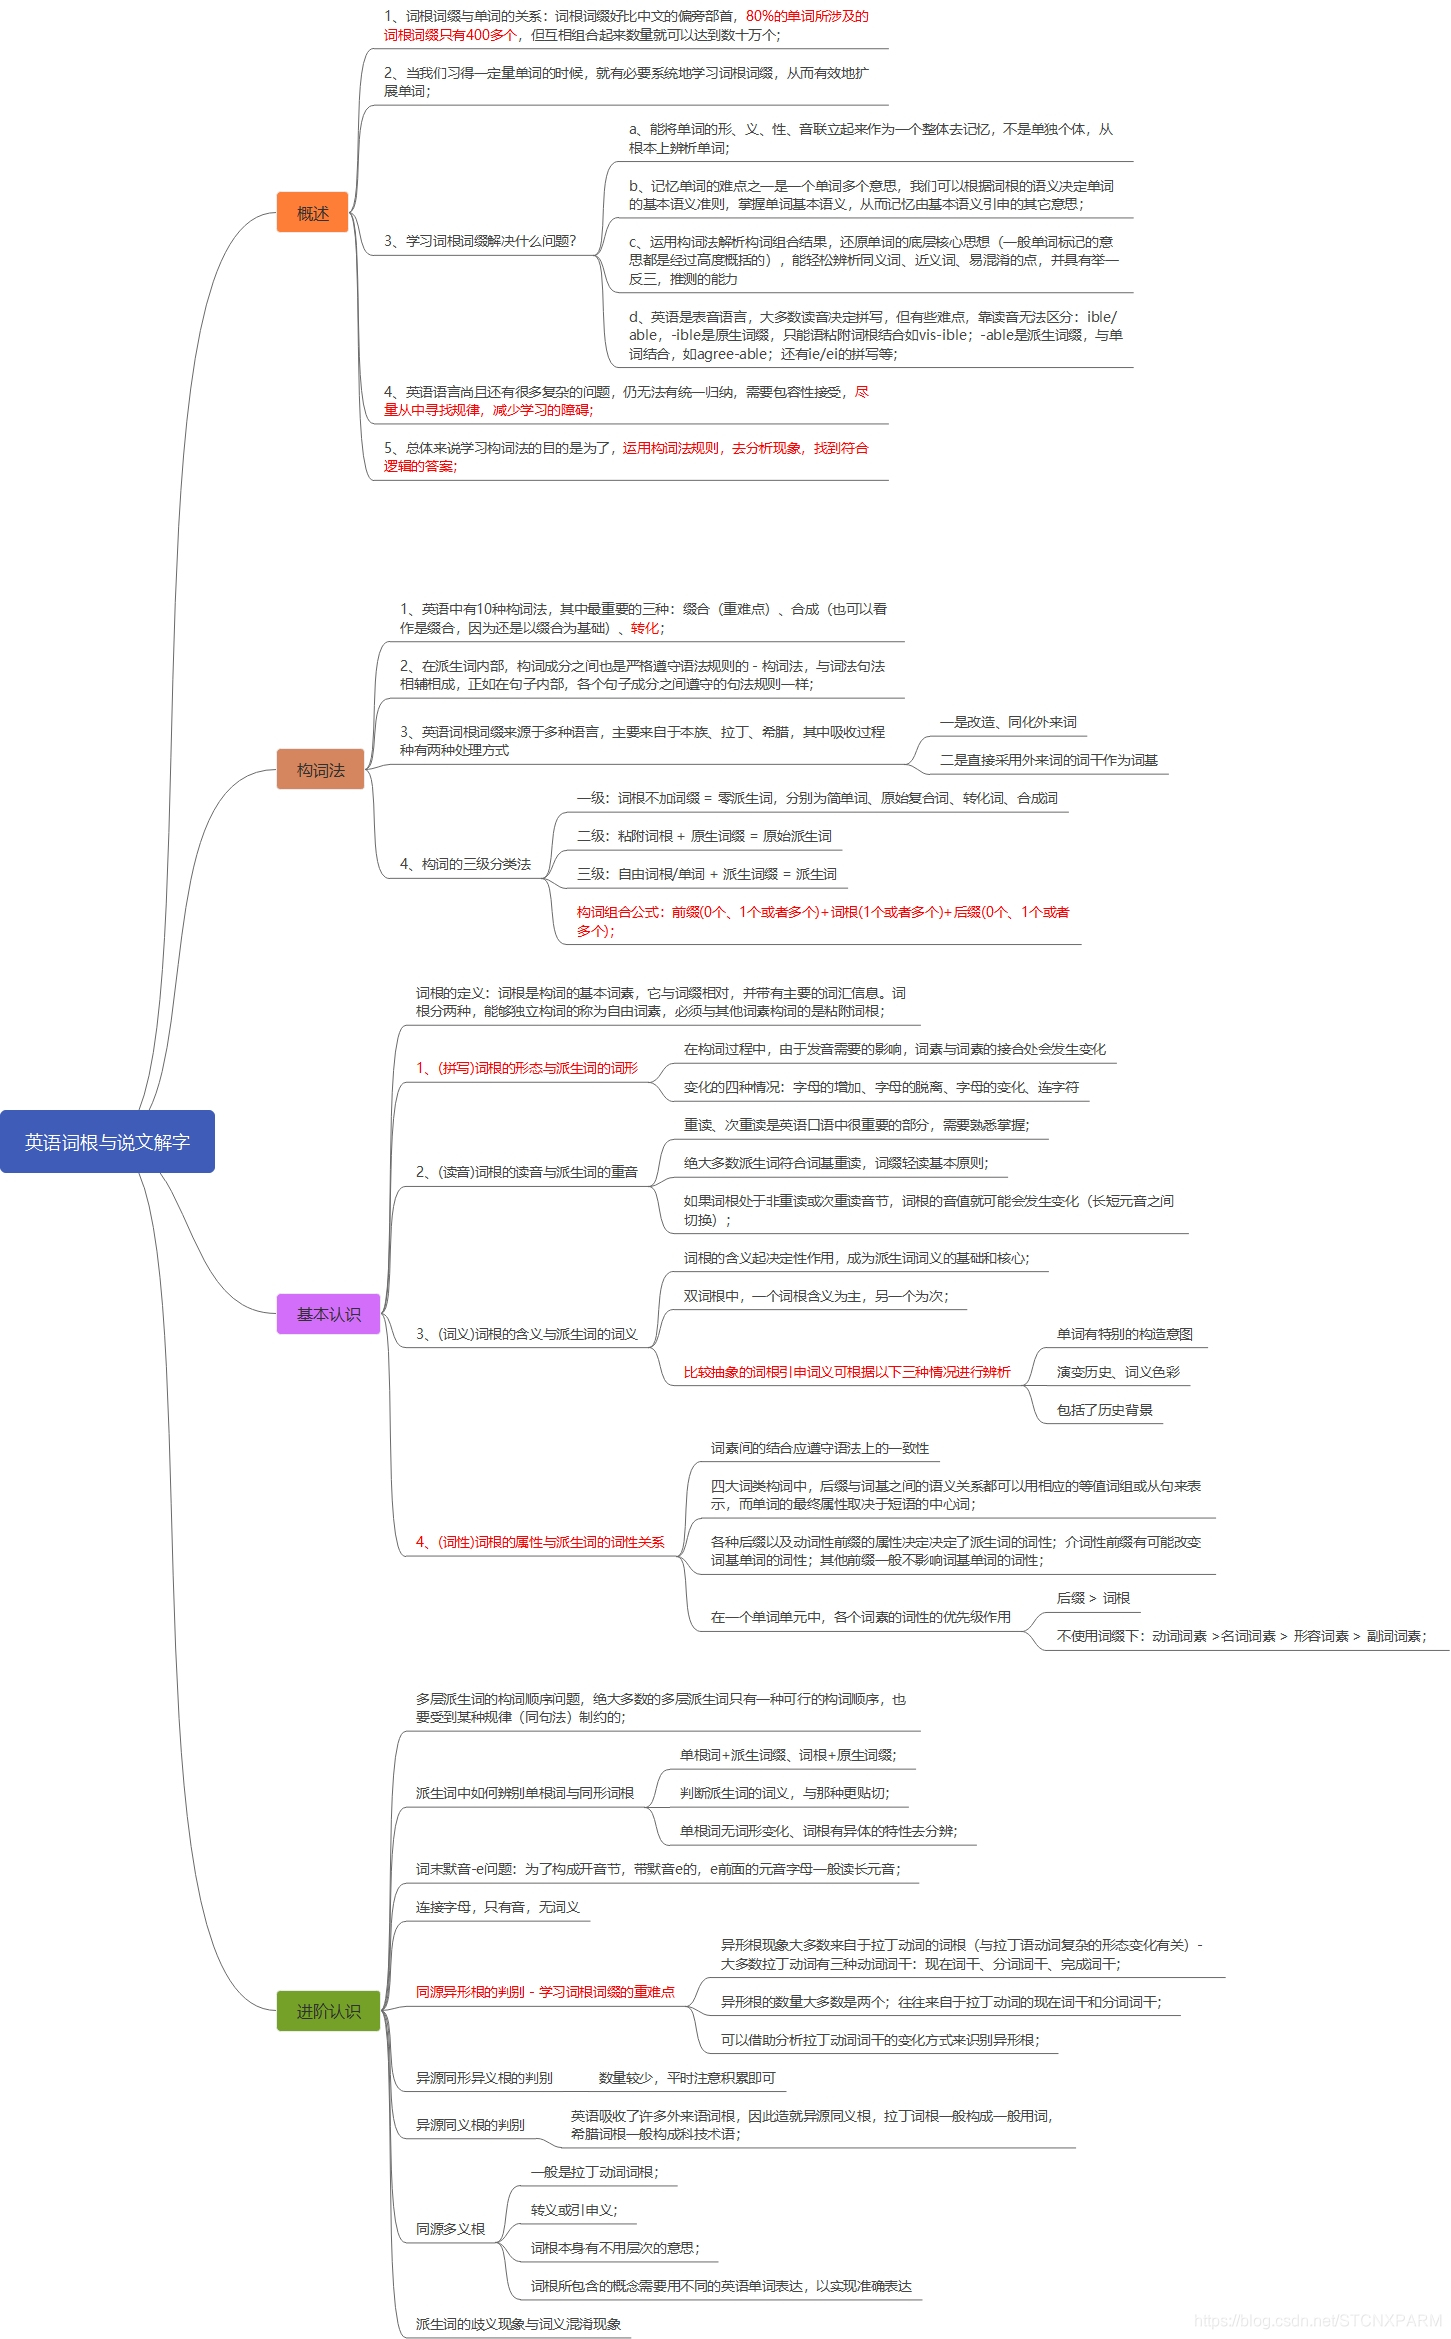 1、词根词缀与单词的关系：词根词缀好比中文的偏旁部首，80%的单词所涉及的
词根词缀只有400多个，但互相组合起来数量就可以达到数十万个；
2、当我们习得一定量单词的时候，就有必要系统地学习词根词缀，从而有效地扩
展单词；
a、能将单词的形、义、性、音联立起来作为一个整体去记忆，不是单独个体，从
根本上辨析单词；
b、记忆单词的难点之一是一个单词多个意思，我们可以根据词根的语义决定单词
的基本语义准则，掌握单词基本语义，从而记忆由基本语义引申的其它意思；
概述
3、学习词根词缀解决什么问题？
c、运用构词法解析构词组合结果，还原单词的底层核心思想（一般单词标记的意
思都是经过高度概括的），能轻松辨析同义词、近义词、易混淆的点，并具有举一
反三，推测的能力
d、英语是表音语言，大多数读音决定拼写，但有些难点，靠读音无法区分：ible/
able，-ible是原生词缀，只能语粘附词根结合如vis-ible；-able是派生词缀，与单
词结合，如agree-able；还有ie/ei的拼写等；
4、英语语言尚且还有很多复杂的问题，仍无法有统一归纳，需要包容性接受，尽
量从中寻找规律，减少学习的障碍；
5、总体来说学习构词法的目的是为了，运用构词法规则，去分析现象，找到符合
逻辑的答案；
1、英语中有10种构词法，其中最重要的三种：缀合（重难点）、合成（也可以看
作是缀合，因为还是以缀合为基础）、转化；
2、在派生词内部，构词成分之间也是严格遵守语法规则的 - 构词法，与词法句法
相辅相成，正如在句子内部，各个句子成分之间遵守的句法规则一样；
3、英语词根词缀来源于多种语言，主要来自于本族、拉丁、希腊，其中吸收过程
种有两种处理方式
一是改造、同化外来词
二是直接采用外来词的词干作为词基
构词法
4、构词的三级分类法
一级：词根不加词缀 = 零派生词，分别为简单词、原始复合词、转化词、合成词
二级：粘附词根 + 原生词缀 = 原始派生词
三级：自由词根/单词 + 派生词缀 = 派生词
构词组合公式：前缀(0个、1个或者多个)+词根(1个或者多个)+后缀(0个、1个或者
多个)；
词根的定义：词根是构词的基本词素，它与词缀相对，并带有主要的词汇信息。词
根分两种，能够独立构词的称为自由词素，必须与其他词素构词的是粘附词根；
1、(拼写)词根的形态与派生词的词形
在构词过程中，由于发音需要的影响，词素与词素的接合处会发生变化
变化的四种情况：字母的增加、字母的脱离、字母的变化、连字符
英语词根与说文解字
2、(读音)词根的读音与派生词的重音
重读、次重读是英语口语中很重要的部分，需要熟悉掌握；
绝大多数派生词符合词基重读，词缀轻读基本原则；
如果词根处于非重读或次重读音节，词根的音值就可能会发生变化（长短元音之间
切换）；
基本认识
3、(词义)词根的含义与派生词的词义
词根的含义起决定性作用，成为派生词词义的基础和核心；
双词根中，一个词根含义为主，另一个为次；
比较抽象的词根引申词义可根据以下三种情况进行辨析
单词有特别的构造意图
演变历史、词义色彩
包括了历史背景
4、(词性)词根的属性与派生词的词性关系
词素间的结合应遵守语法上的一致性
四大词类构词中，后缀与词基之间的语义关系都可以用相应的等值词组或从句来表
示，而单词的最终属性取决于短语的中心词；
各种后缀以及动词性前缀的属性决定决定了派生词的词性；介词性前缀有可能改变
词基单词的词性；其他前缀一般不影响词基单词的词性；
在一个单词单元中，各个词素的词性的优先级作用
后缀 > 词根
不使用词缀下：动词词素 >名词词素 > 形容词素 > 副词词素；
多层派生词的构词顺序问题，绝大多数的多层派生词只有一种可行的构词顺序，也
要受到某种规律（同句法）制约的；
派生词中如何辨别单根词与同形词根
单根词+派生词缀、词根+原生词缀；
判断派生词的词义，与那种更贴切；
单根词无词形变化、词根有异体的特性去分辨；
词末默音-e问题：为了构成开音节，带默音e的，e前面的元音字母一般读长元音；
连接字母，只有音，无词义
进阶认识
同源异形根的判别 - 学习词根词缀的重难点
异形根现象大多数来自于拉丁动词的词根（与拉丁语动词复杂的形态变化有关）-
大多数拉丁动词有三种动词词干：现在词干、分词词干、完成词干；
异形根的数量大多数是两个；往往来自于拉丁动词的现在词干和分词词干；
可以借助分析拉丁动词词干的变化方式来识别异形根；
异源同形异义根的判别
数量较少，平时注意积累即可
异源同义根的判别
英语吸收了许多外来语词根，因此造就异源同义根，拉丁词根一般构成一般用词，
希腊词根一般构成科技术语；
同源多义根
一般是拉丁动词词根；
转义或引申义；
词根本身有不用层次的意思；
词根所包含的概念需要用不同的英语单词表达，以实现准确表达
派生词的歧义现象与词义混淆现象
https://blog.csdn.net/STCNXPARM